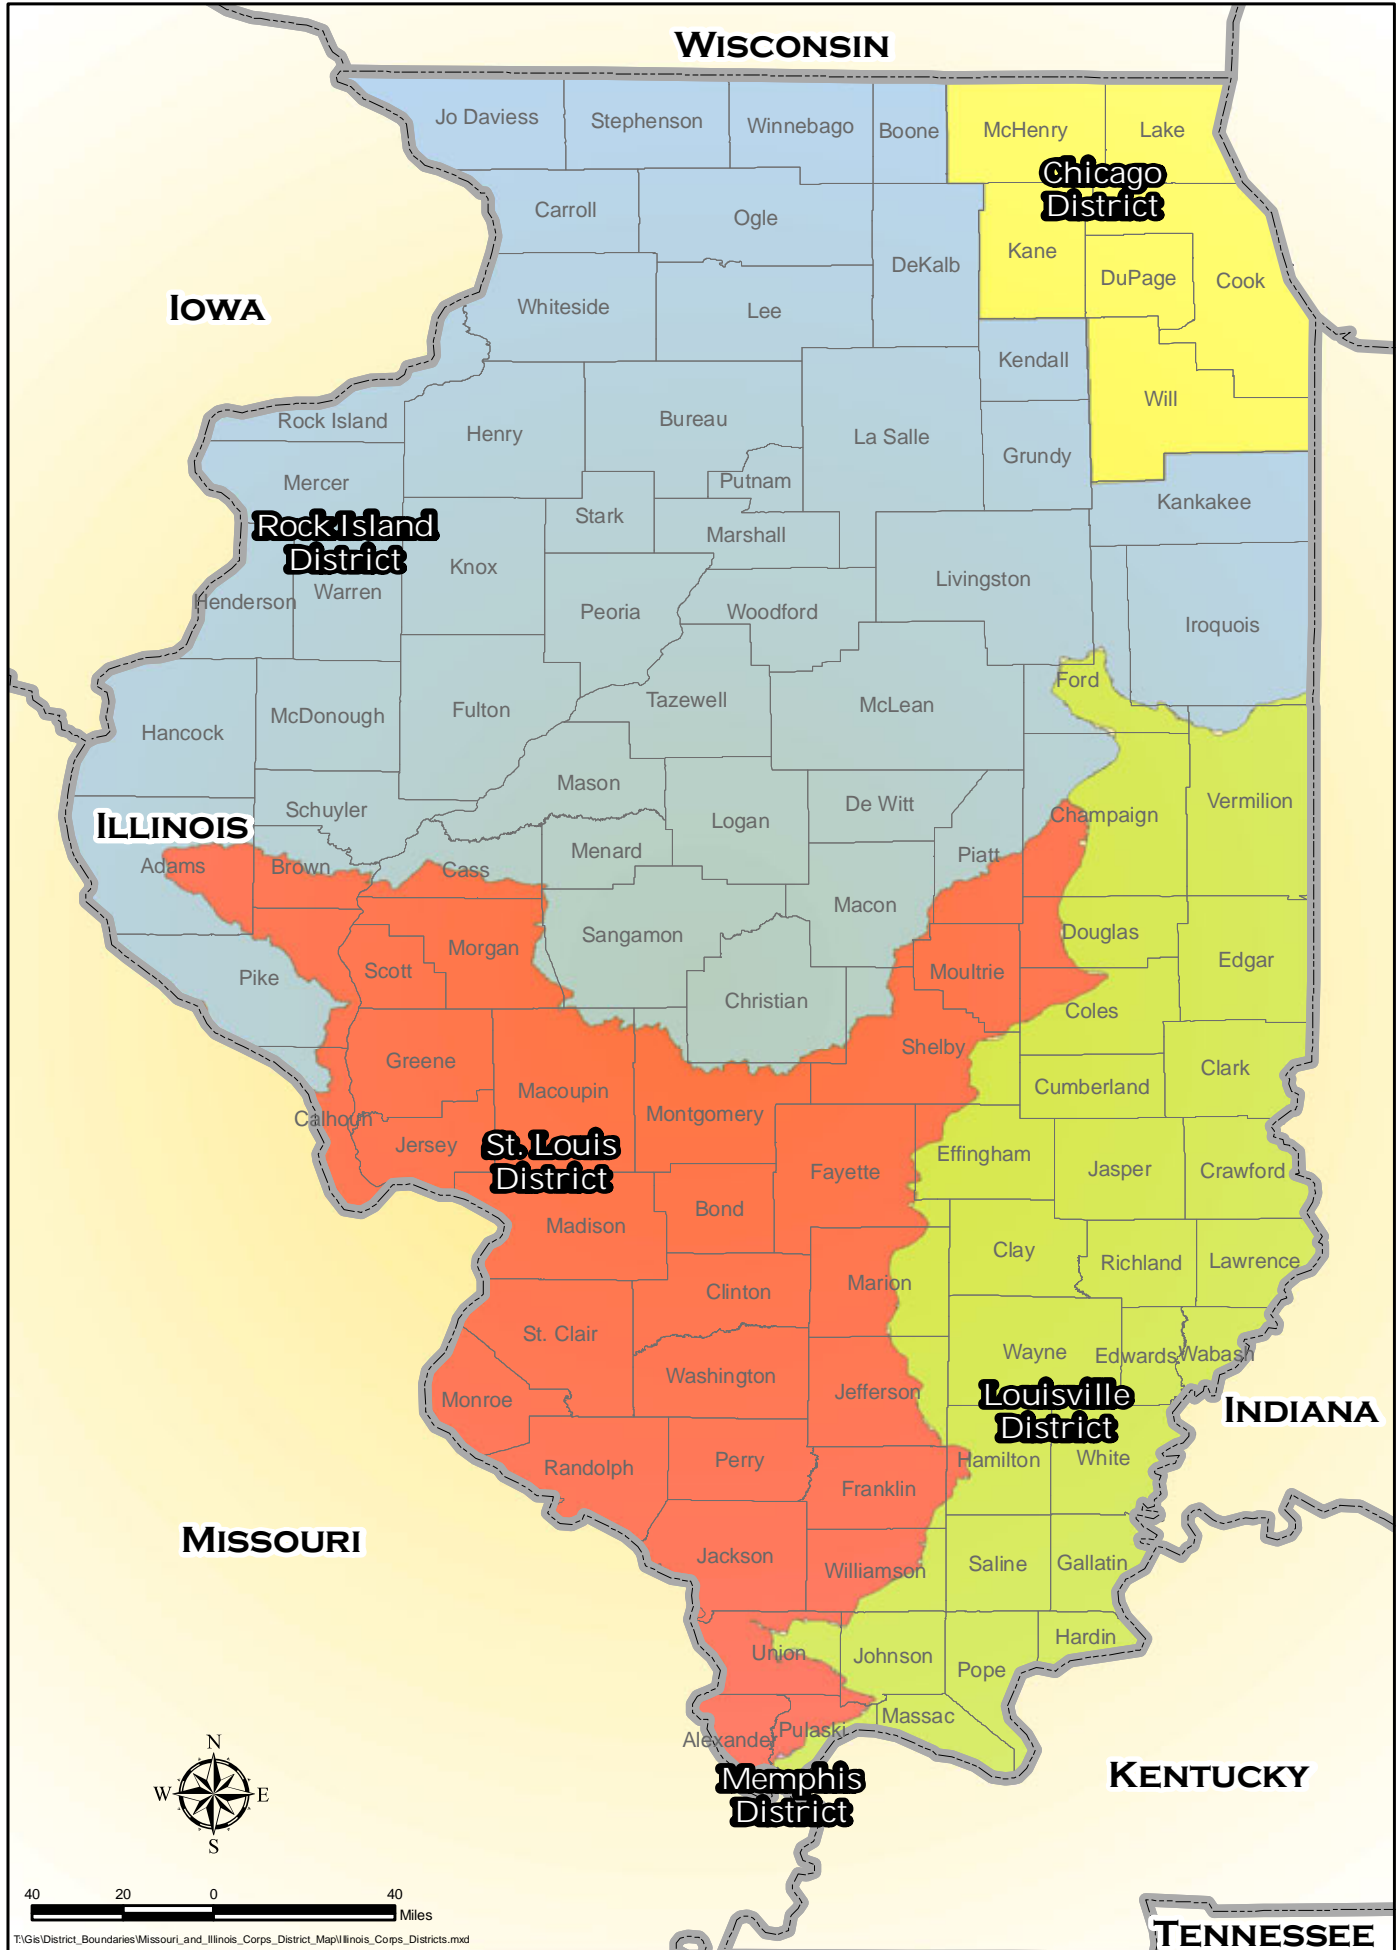 WISCONSIN
Jo Daviess
Stephenson
Winnebago
Boone
McHenry
Lake
Chicago
District
Carroll
Ogle
DeKalb
Kane
DuPage
Cook
IOWA
Whiteside
Lee
Kendall
Will
Rock Island
Henry
Bureau
La Salle
Grundy
Mercer
Putnam
Kankakee
Rock Island
District
Stark
Marshall
Knox
Livingston
Henderson
Warren
Peoria
Woodford
Iroquois
Ford
Hancock
McDonough
Fulton
Tazewell
McLean
Mason
Schuyler
De Witt
Logan
Champaign
Vermilion
ILLINOIS
Adams
Brown
Cass
Menard
Piatt
Macon
Sangamon
Douglas
Edgar
Pike
Scott
Morgan
Moultrie
Christian
Coles
Greene
Shelby
Clark
Cumberland
Macoupin
Montgomery
Calhoun
Jersey
St. Louis
District
Fayette
Effingham
Jasper
Crawford
Madison
Bond
Clay
Richland
Lawrence
Clinton
Marion
St. Clair
Wayne
Edwards
Wabash
Washington
Jefferson
Monroe
Louisville
District
INDIANA
Randolph
Perry
Hamilton
White
Franklin
MISSOURI
Jackson
Williamson
Saline
Gallatin
Union
Johnson
Hardin
Pope
Massac
Alexander
Pulaski
Memphis
District
KENTUCKY
N
W
E
S
40 20 0 40
Miles
T:\Gis\District_Boundaries\Missouri_and_Illinois_Corps_District_Map\Illinois_Corps_Districts.mxd
TENNESSEE